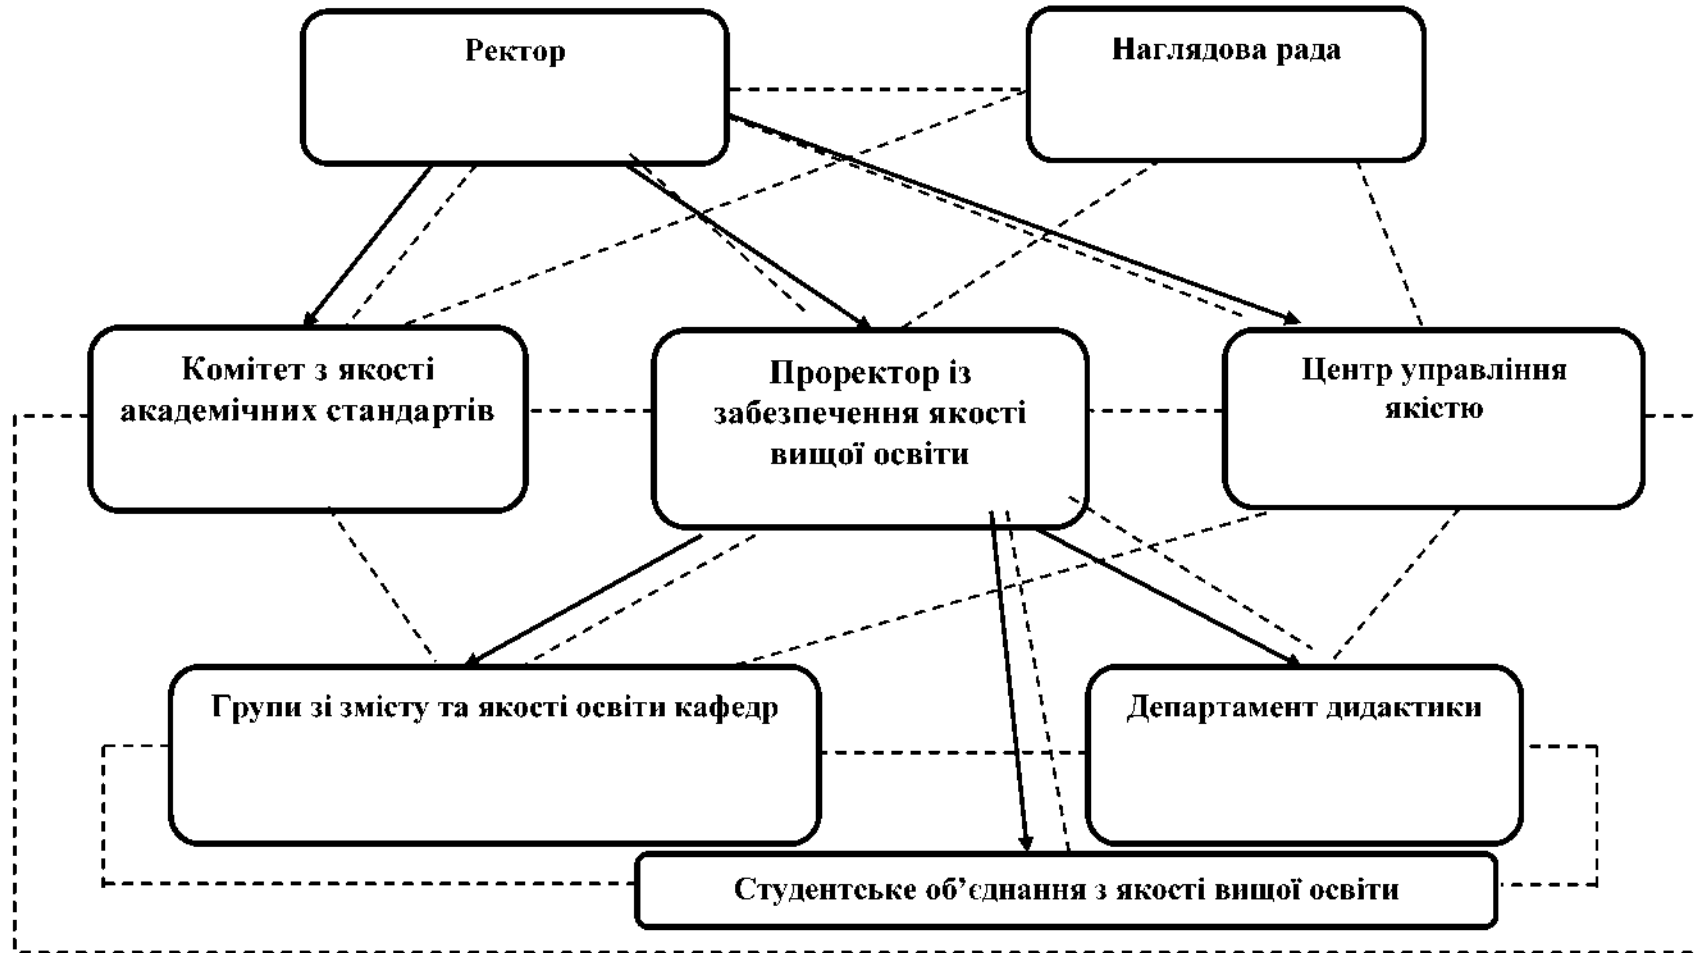 Ректор
Наглядова рада
Комітет з якості
академічних стандартів
Проректор із
забезпечення якості
вищої освіти
Центр управління
якістю
Групи зі змісту та якості освіти кафедр
Департамент дидактики
Студентське об’єднання з якості вищої освіти